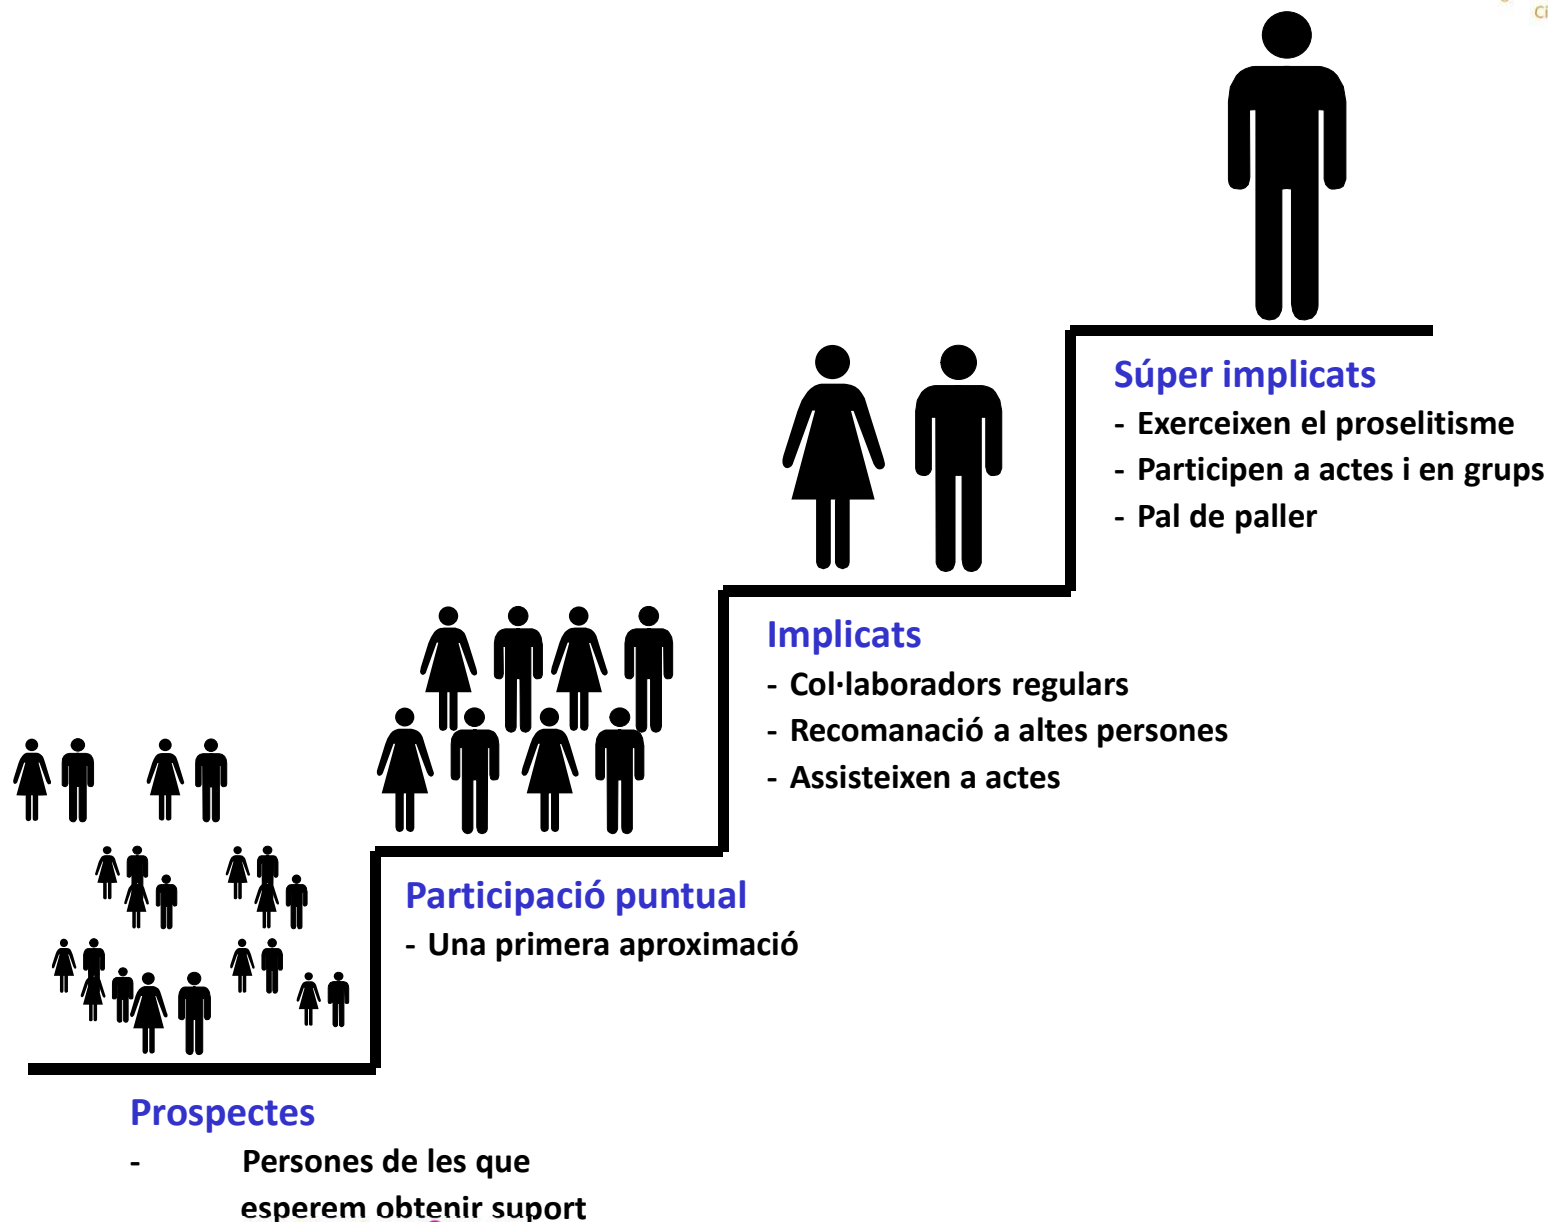 Ci
Súper implicats
- Exerceixen el proselitisme
- Participen a actes i en grups
- Pal de paller
Implicats
- Col·laboradors regulars
- Recomanació a altes persones
- Assisteixen a actes
Participació puntual
- Una primera aproximació
Prospectes
- Persones de les que
esperem obtenir suport